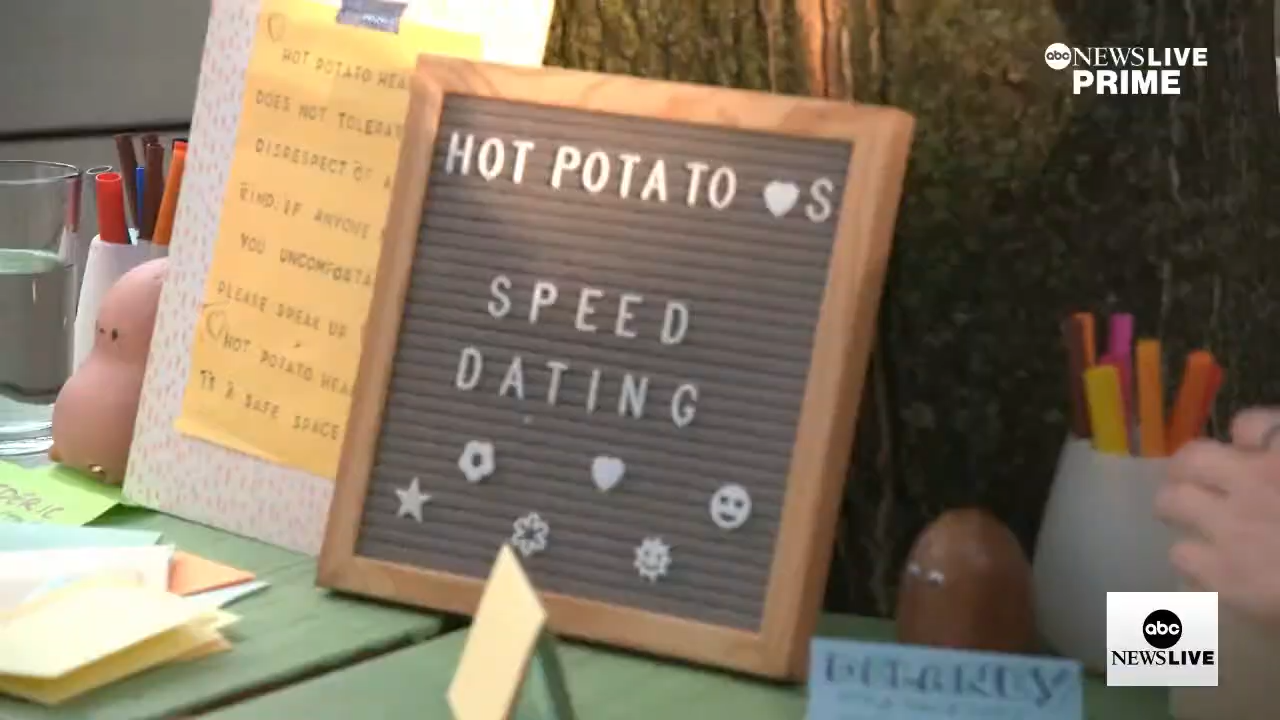 abc NEWS LIVE
PRIME
HOT POTATO HEA
DOES NOT TOLERAT
DISRESPECT OF A
KIND. IF ANYONE
YOU UNCOMFORTA
PLEASE SPEAK UP
HOT POTATO HEA
A SAFE SPACE
HOT POTATO ♥S
SPEED
DATING
abc
NEWS LIVE